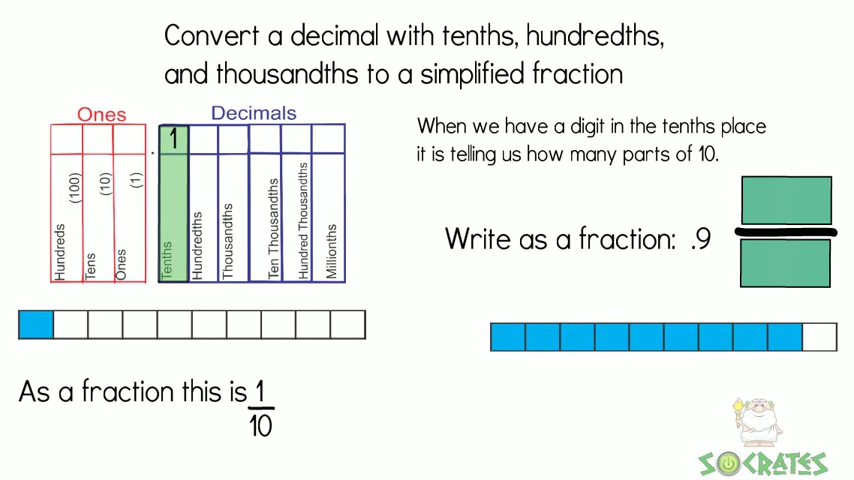 Convert a decimal with tenths, hundredths,
and thousandths to a simplified fraction
Ones
Decimals
1
.
Hundreds (100)
Tens (10)
Ones (1)
Tenths
Hundredths
Thousandths
Ten Thousandths
Hundred Thousandths
Millionths
As a fraction this is 1
10
When we have a digit in the tenths place
it is telling us how many parts of 10.
Write as a fraction: .9
SOCRATES